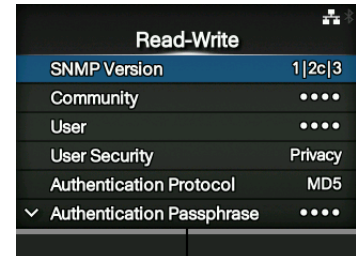 Read-Write
SNMP Version 1|2c|3
Community ••••
User ••••
User Security Privacy
Authentication Protocol MD5
Authentication Passphrase ••••